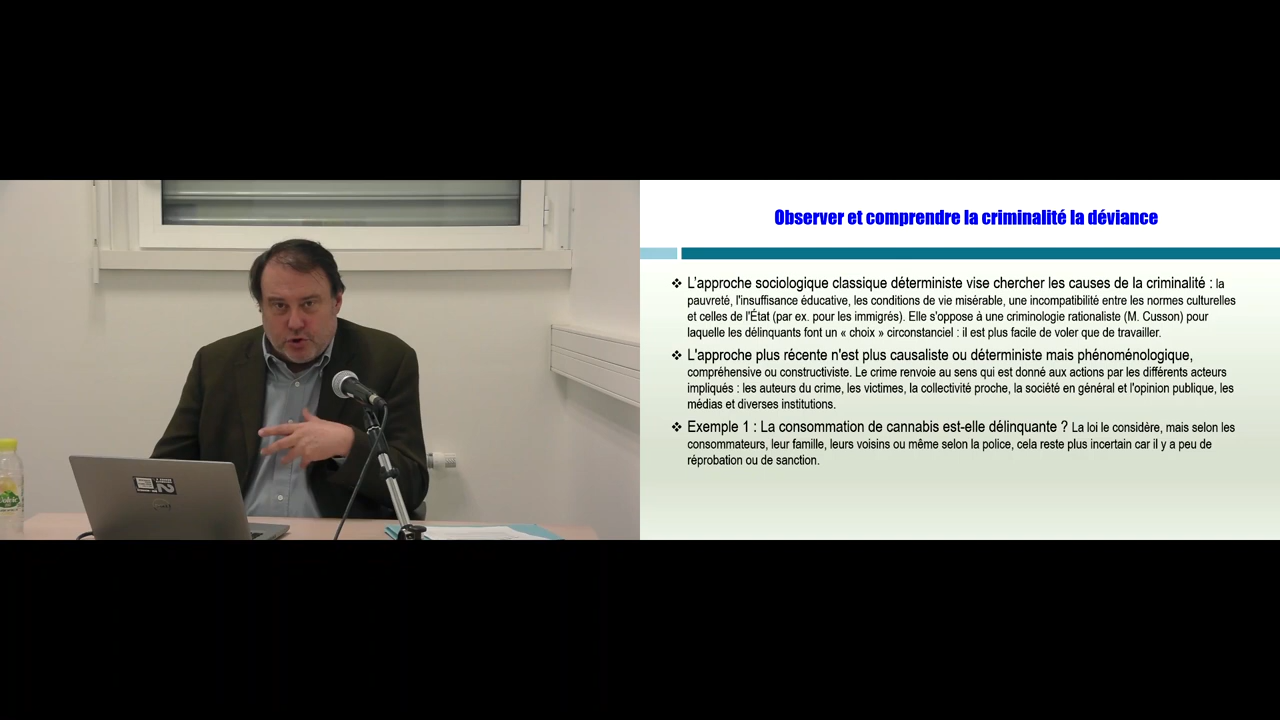 Observer et comprendre la criminalité la déviance
❖ L'approche sociologique classique déterministe vise chercher les causes de la criminalité : la
pauvreté, l'insuffisance éducative, les conditions de vie misérable, une incompatibilité entre les normes culturelles
et celles de l'État (par ex. pour les immigrés). Elle s'oppose à une criminologie rationaliste (M. Cusson) pour
laquelle les délinquants font un « choix » circonstanciel : il est plus facile de voler que de travailler.
❖ L'approche plus récente n'est plus causaliste ou déterministe mais phénoménologique,
compréhensive ou constructiviste. Le crime renvoie au sens qui est donné aux actions par les différents acteurs
impliqués : les auteurs du crime, les victimes, la collectivité proche, la société en général et l'opinion publique, les
médias et diverses institutions.
❖ Exemple 1 : La consommation de cannabis est-elle délinquante ? La loi le considère, mais selon les
consommateurs, leur famille, leurs voisins ou même selon la police, cela reste plus incertain car il y a peu de
réprobation ou de sanction.